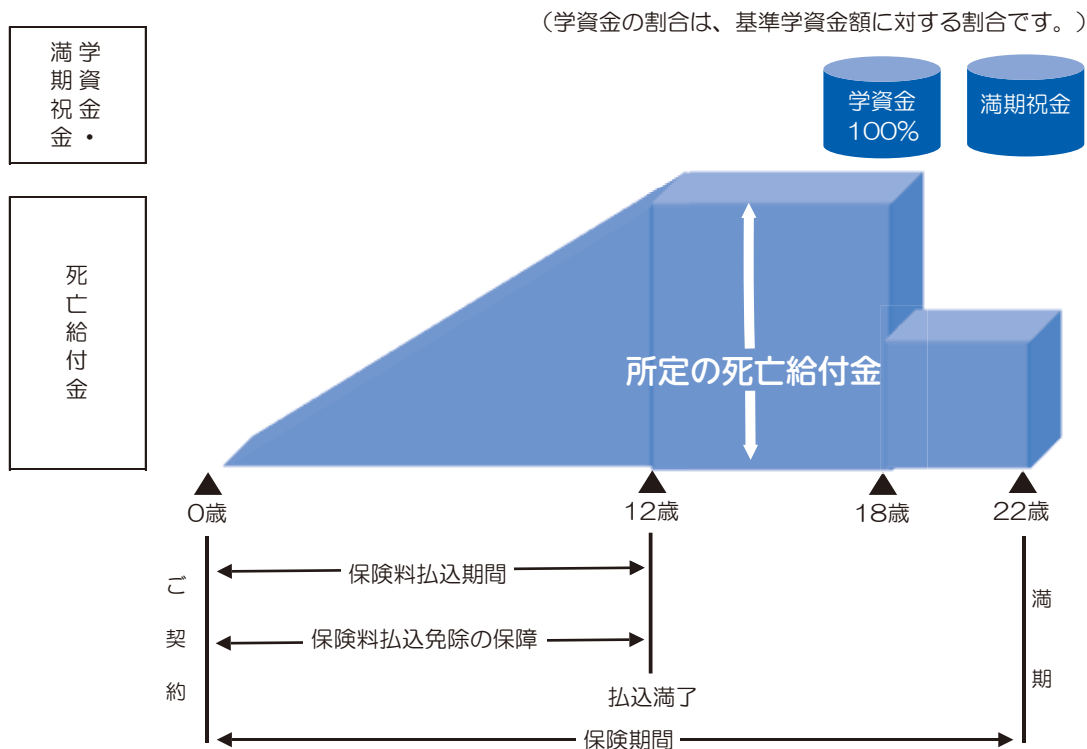 （学資金の割合は、基準学資金額に対する割合です。）
学資金・
満期祝金
学資金
100%
満期祝金
死亡給付金
所定の死亡給付金
0歳
12歳
18歳
22歳
ご契約
保険料払込期間
保険料払込免除の保障
払込満了
満期
保険期間